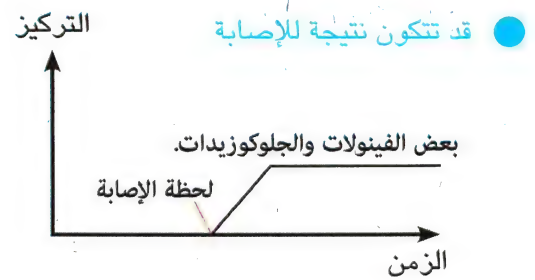 قد تتكون نتيجة للإصابة
التركيز
بعض الفينولات والجلوكوزيدات.
لحظة الإصابة
الزمن